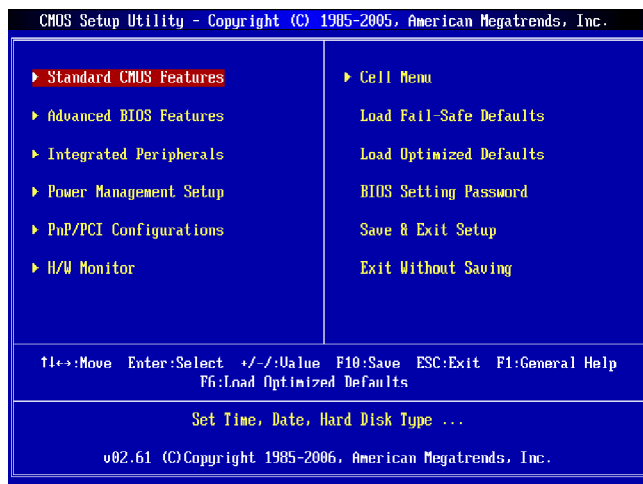 CMOS Setup Utility - Copyright (C) 1985-2005, American Megatrends, Inc.
Standard CMOS Features
Advanced BIOS Features
Integrated Peripherals
Power Management Setup
PnP/PCI Configurations
H/W Monitor
Cell Menu
Load Fail-Safe Defaults
Load Optimized Defaults
BIOS Setting Password
Save & Exit Setup
Exit Without Saving
↑↓←→:Move Enter:Select +/-/:Value F10:Save ESC:Exit F1:General Help
F6:Load Optimized Defaults
Set Time, Date, Hard Disk Type ...
v02.61 (C)Copyright 1985-2006, American Megatrends, Inc.